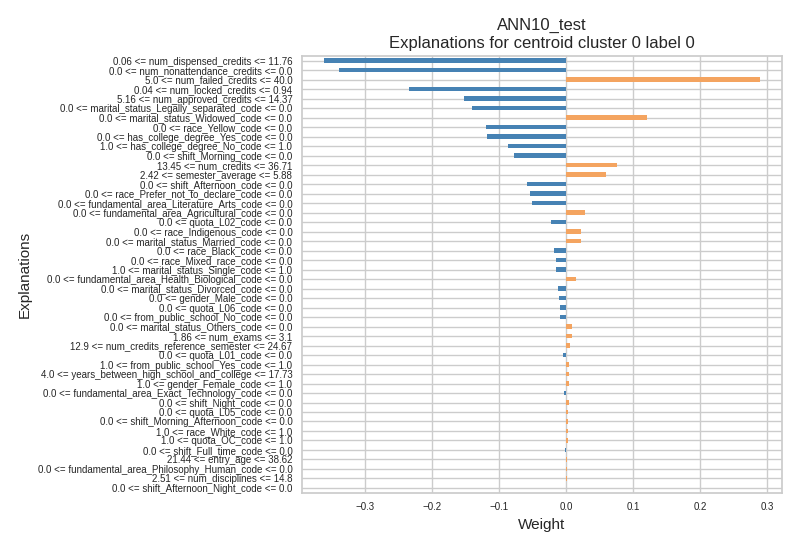 ANN10_test
Explanations for centroid cluster 0 label 0
0.06 <= num_dispensed_credits <= 11.76
0.0 <= num_nonattendance_credits <= 0.0
5.0 <= num_failed_credits <= 40.0
0.04 <= num_locked_credits <= 0.94
5.16 <= num_approved_credits <= 14.37
0.0 <= marital_status_Legally_separated_code <= 0.0
0.0 <= marital_status_Widowed_code <= 0.0
0.0 <= race_Yellow_code <= 0.0
0.0 <= has_college_degree_Yes_code <= 0.0
1.0 <= has_college_degree_No_code <= 1.0
0.0 <= shift_Morning_code <= 0.0
13.45 <= num_credits <= 36.71
2.42 <= semester_average <= 5.88
0.0 <= shift_Afternoon_code <= 0.0
0.0 <= race_Prefer_not_to_declare_code <= 0.0
0.0 <= fundamental_area_Literature_Arts_code <= 0.0
0.0 <= fundamental_area_Agricultural_code <= 0.0
0.0 <= quota_L02_code <= 0.0
0.0 <= race_Indigenous_code <= 0.0
0.0 <= marital_status_Married_code <= 0.0
0.0 <= race_Black_code <= 0.0
0.0 <= race_Mixed_race_code <= 0.0
1.0 <= marital_status_Single_code <= 1.0
0.0 <= fundamental_area_Health_Biological_code <= 0.0
0.0 <= marital_status_Divorced_code <= 0.0
0.0 <= gender_Male_code <= 0.0
0.0 <= quota_L06_code <= 0.0
0.0 <= from_public_school_No_code <= 0.0
0.0 <= marital_status_Others_code <= 0.0
1.86 <= num_exams <= 3.1
12.9 <= num_credits_reference_semester <= 24.67
0.0 <= quota_L01_code <= 0.0
1.0 <= from_public_school_Yes_code <= 1.0
4.0 <= years_between_high_school_and_college <= 17.73
1.0 <= gender_Female_code <= 1.0
0.0 <= fundamental_area_Exact_Technology_code <= 0.0
0.0 <= shift_Night_code <= 0.0
0.0 <= quota_L05_code <= 0.0
0.0 <= shift_Morning_Afternoon_code <= 0.0
1.0 <= race_White_code <= 1.0
1.0 <= quota_OC_code <= 1.0
0.0 <= shift_Full_time_code <= 0.0
21.44 <= entry_age <= 38.62
0.0 <= fundamental_area_Philosophy_Human_code <= 0.0
2.51 <= num_disciplines <= 14.8
0.0 <= shift_Afternoon_Night_code <= 0.0
Explanations
−0.3 −0.2 −0.1 0.0 0.1 0.2 0.3
Weight